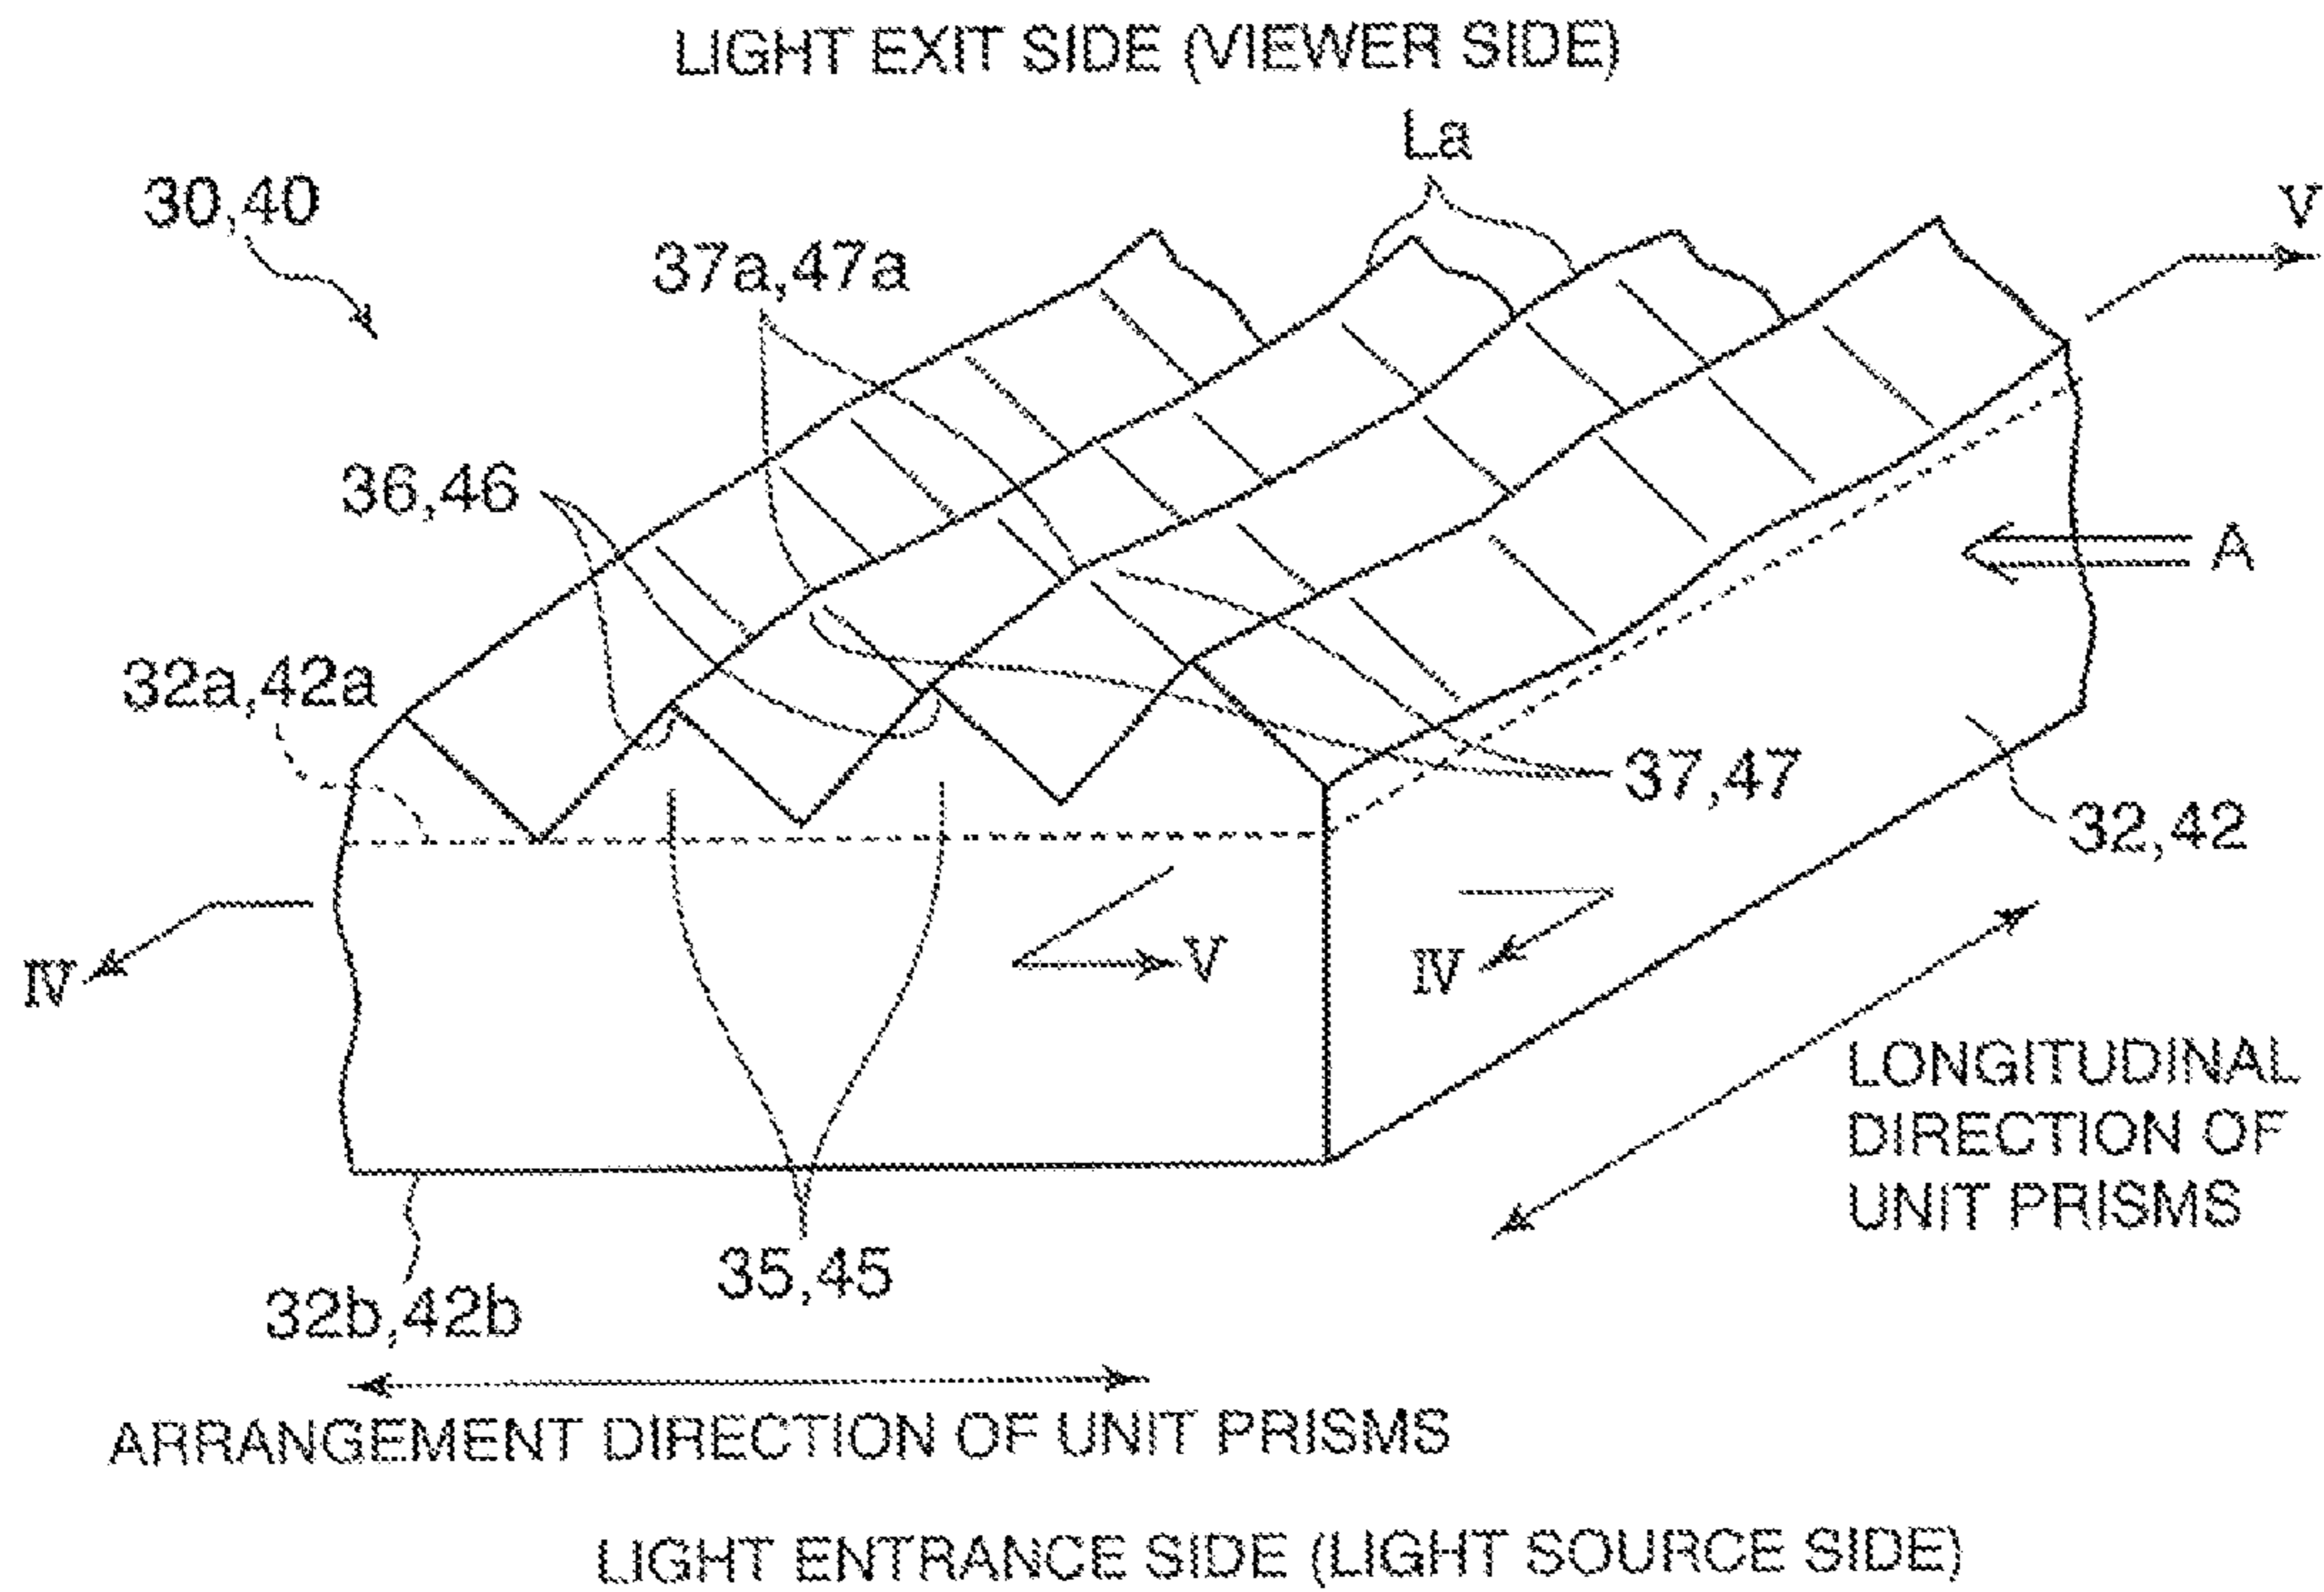 LIGHT EXIT SIDE (VIEWER SIDE)
La
30,40
V
37a,47a
36,46
A
32a,42a
37,47
32,42
IV
V
IV
LONGITUDINAL
DIRECTION OF
UNIT PRISMS
35,45
32b,42b
ARRANGEMENT DIRECTION OF UNIT PRISMS
LIGHT ENTRANCE SIDE (LIGHT SOURCE SIDE)